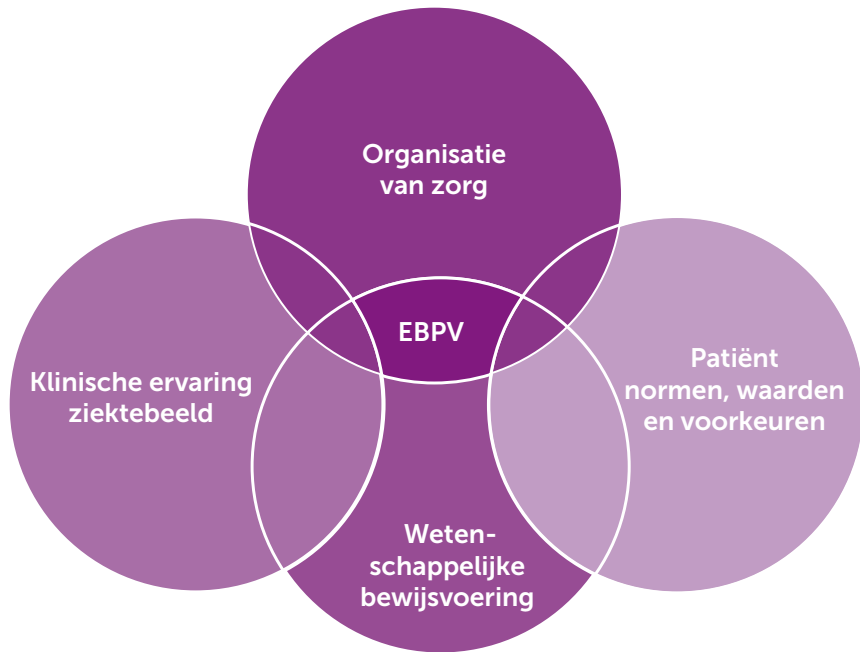 Organisatie
van zorg
EBPV
Klinische ervaring
ziektebeeld
Patiënt
normen, waarden
en voorkeuren
Weten-
schappelijke
bewijsvoering